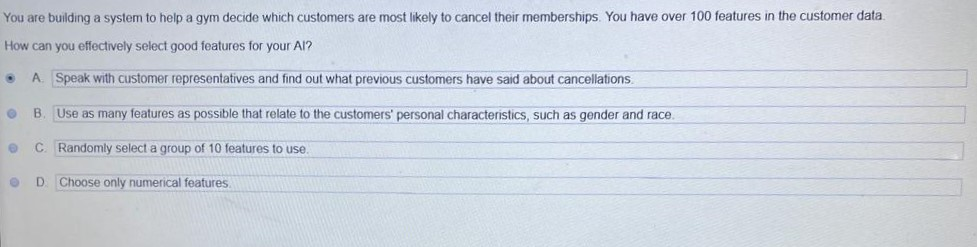 You are building a system to help a gym decide which customers are most likely to cancel their memberships. You have over 100 features in the customer data.
How can you effectively select good features for your AI?
A. Speak with customer representatives and find out what previous customers have said about cancellations.
B. Use as many features as possible that relate to the customers' personal characteristics, such as gender and race.
C. Randomly select a group of 10 features to use.
D. Choose only numerical features.